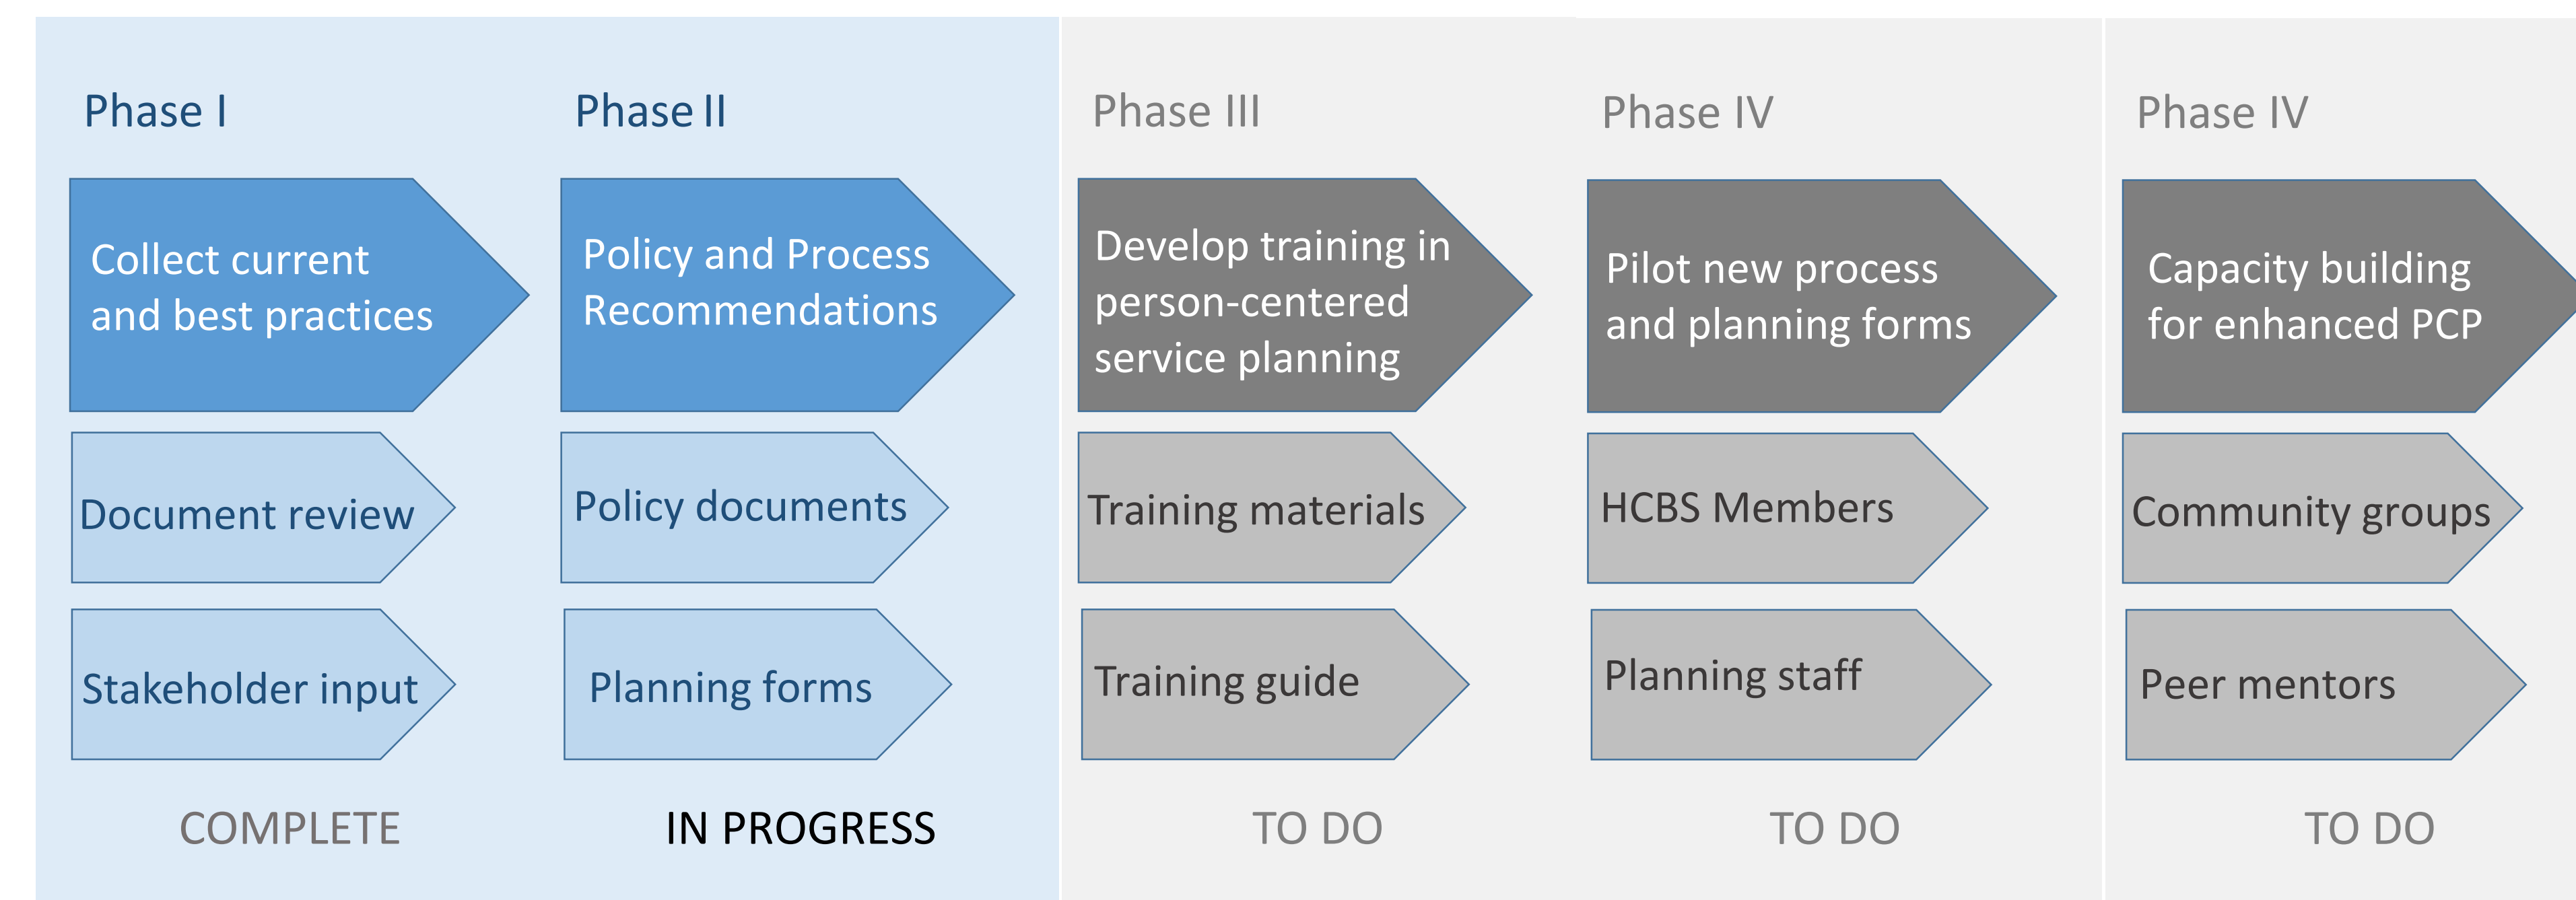 Phase I
Phase II
Phase III
Phase IV
Phase IV
Collect current
and best practices
Policy and Process
Recommendations
Develop training in
person-centered
service planning
Pilot new process
and planning forms
Capacity building
for enhanced PCP
Document review
Policy documents
Training materials
HCBS Members
Community groups
Stakeholder input
Planning forms
Training guide
Planning staff
Peer mentors
COMPLETE
IN PROGRESS
TO DO
TO DO
TO DO